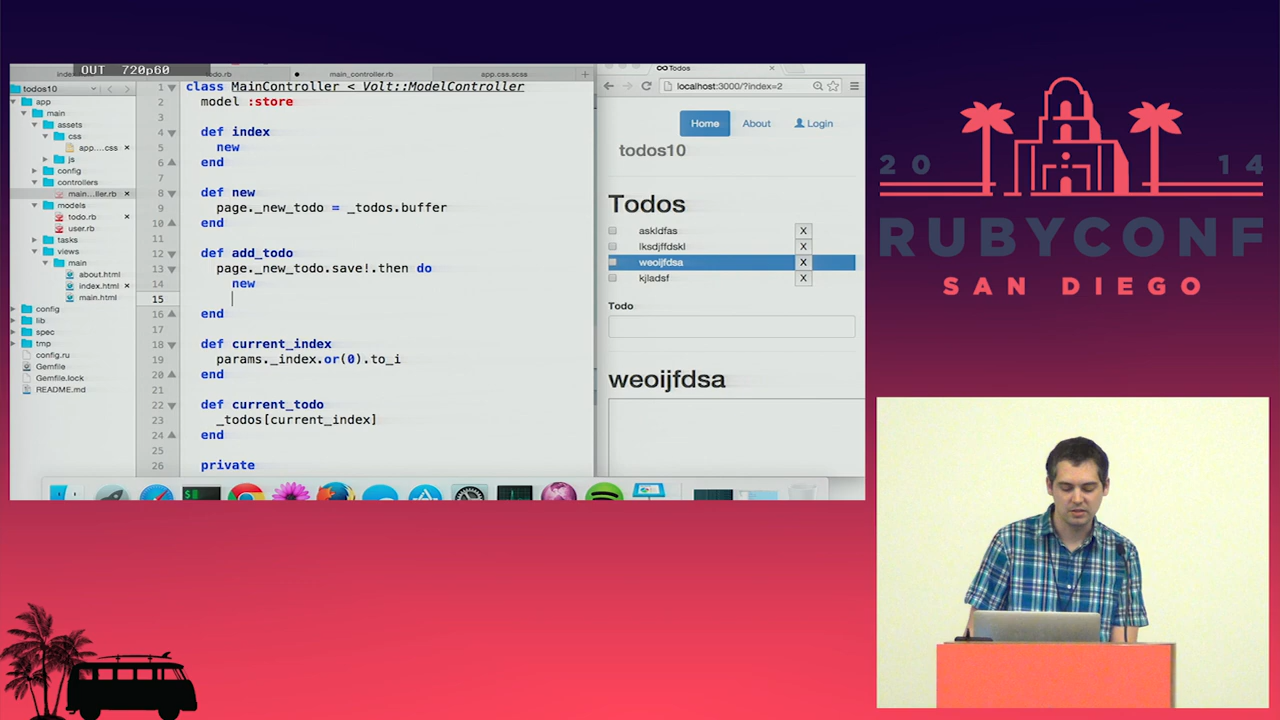 OUT 720p60
index
todo.rb
main_controller.rb
app.css.scss
todos10
app
main
assets
css
app....css
js
config
controllers
main...ller.rb
models
todo.rb
user.rb
tasks
views
main
about.html
index.html
main.html
config
lib
spec
tmp
config.ru
Gemfile
Gemfile.lock
README.md
1 class MainController < Volt::ModelController
2 model :store
3
4 def index
5 new
6 end
7
8 def new
9 page._new_todo = _todos.buffer
10 end
11
12 def add_todo
13 page._new_todo.save!.then do
14 new
15
16 end
17
18 def current_index
19 params._index.or(0).to_i
20 end
21
22 def current_todo
23 _todos[current_index]
24 end
25
26 private
Todos
localhost:3000/?index=2
Home About Login
todos10
Todos
askldfas X
lksdjffdskl X
weoijfdsa X
kjladsf X
Todo
weoijfdsa
20 14
RUBYCONF
SAN DIEGO